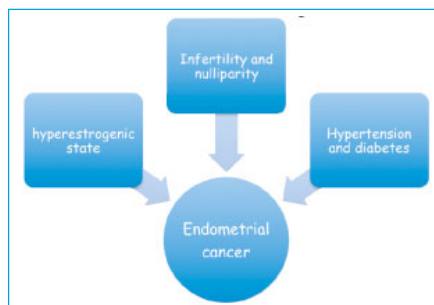 Infertility and
nulliparity
hyperestrogenic
state
Hypertension
and diabetes
Endometrial
cancer